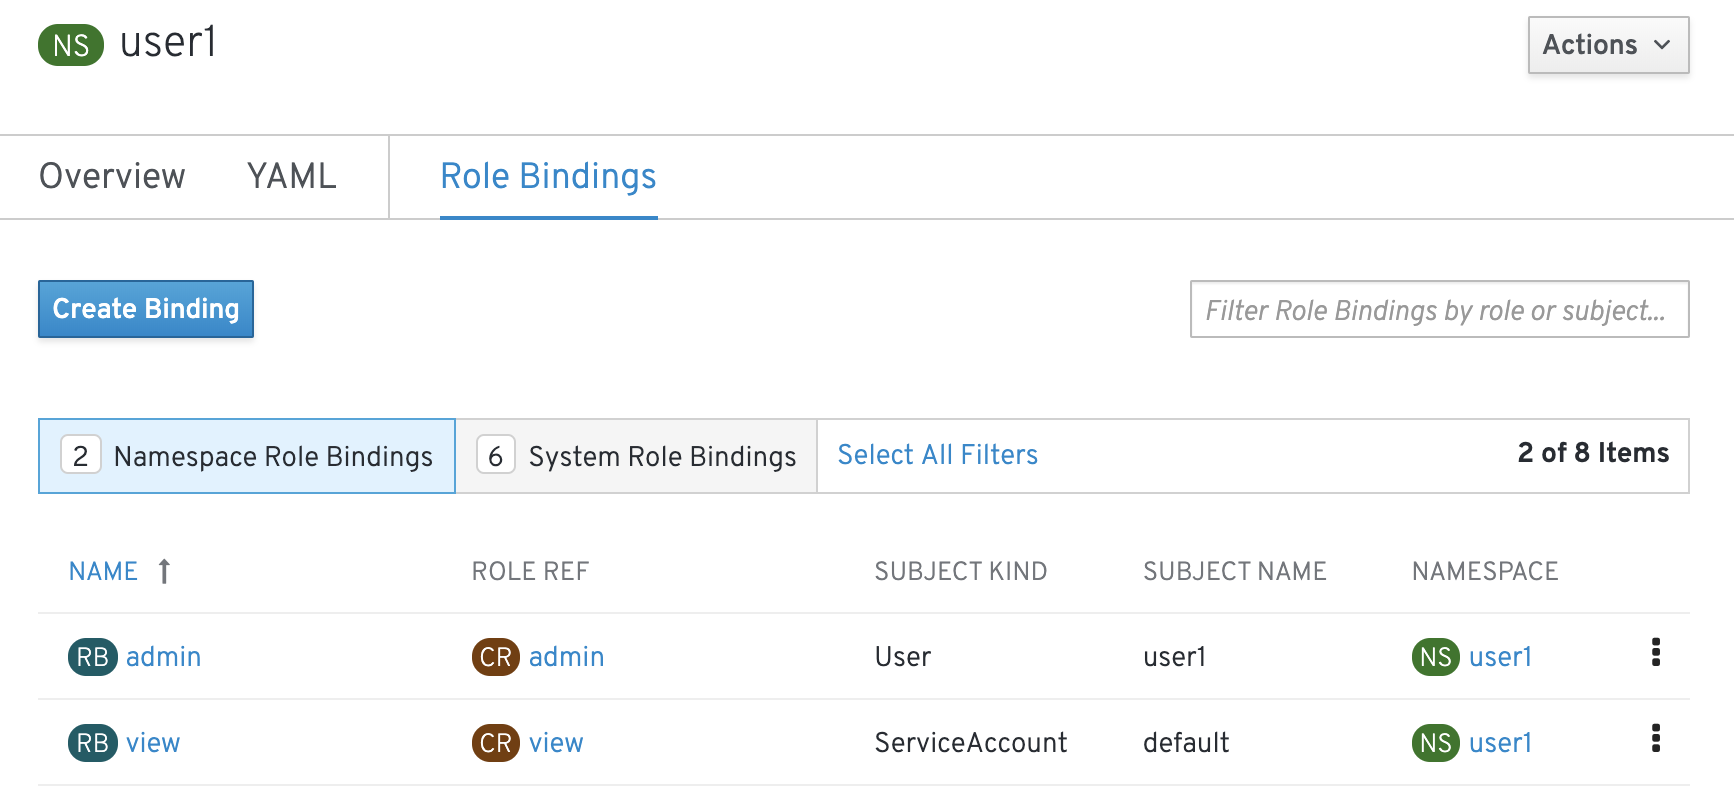 NS user1
Actions
Overview YAML Role Bindings
Create Binding
Filter Role Bindings by role or subject...
2 Namespace Role Bindings 6 System Role Bindings Select All Filters 2 of 8 Items
NAME ROLE REF SUBJECT KIND SUBJECT NAME NAMESPACE
RB admin CR admin User user1 NS user1
RB view CR view ServiceAccount default NS user1